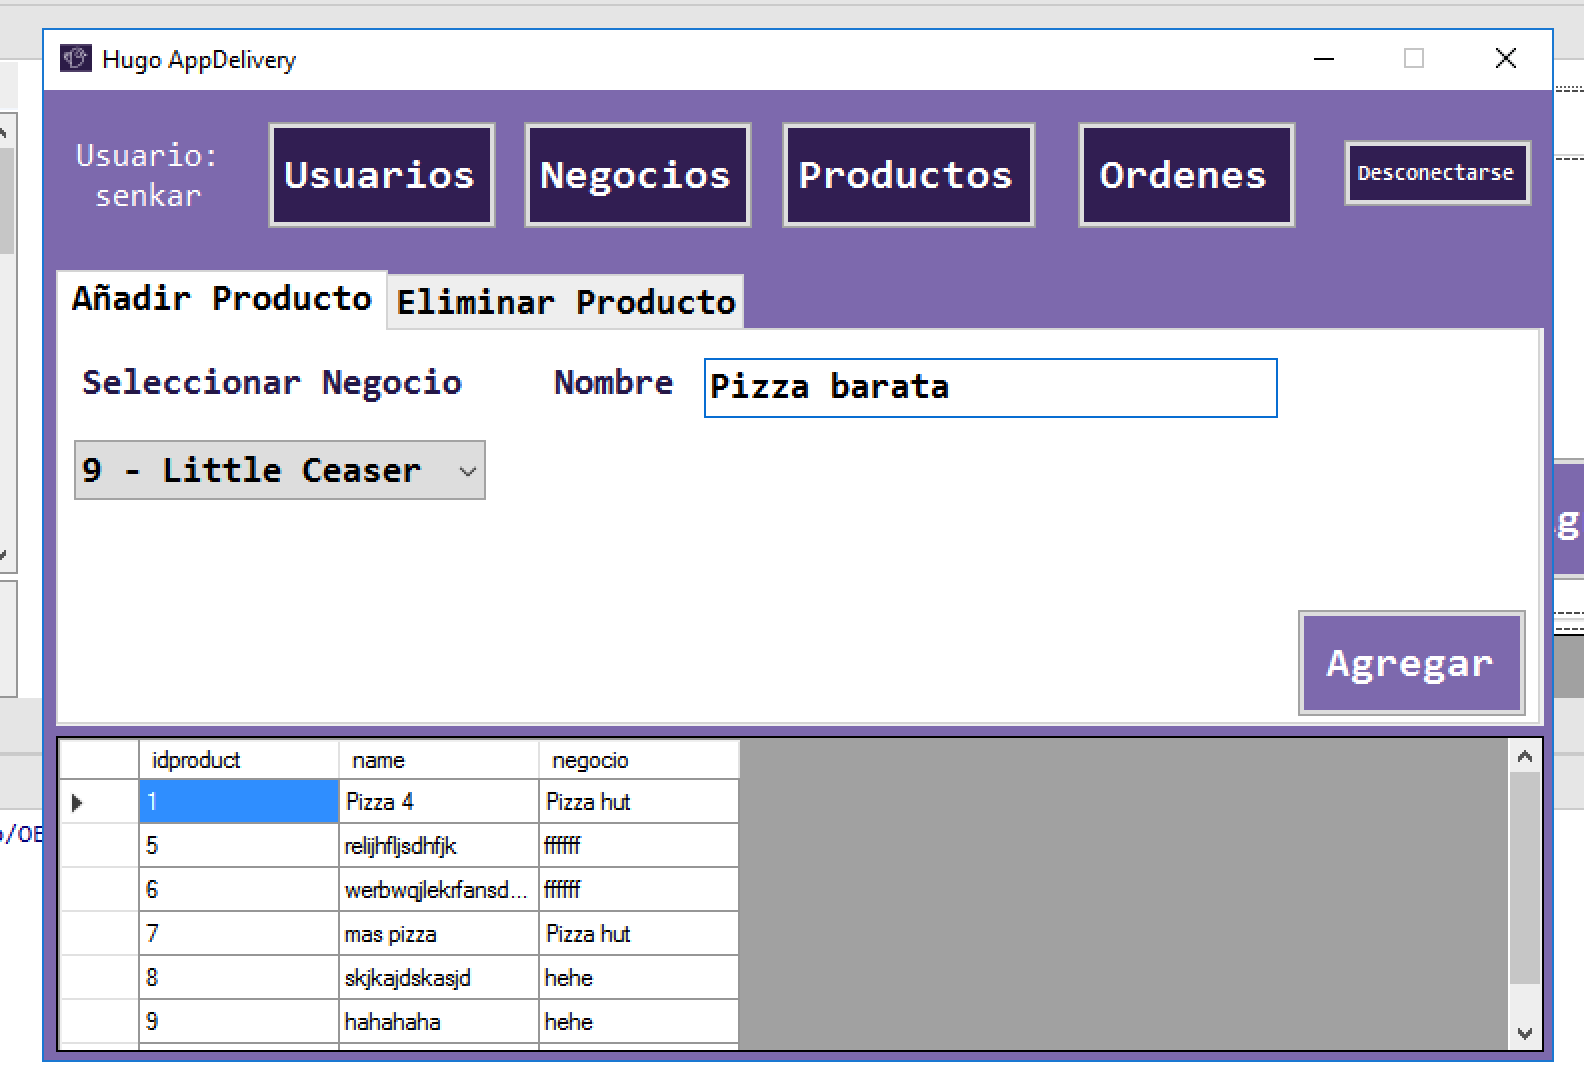 Hugo AppDelivery
Usuario:
senkar
Usuarios
Negocios
Productos
Ordenes
Desconectarse
Añadir Producto
Eliminar Producto
Seleccionar Negocio
Nombre
Pizza barata
9 - Little Ceaser
g
Agregar
idproduct name negocio
1 Pizza 4 Pizza hut
5 relijhfljsdhfjk ffffff
6 werbwqjlekrfansd... ffffff
7 mas pizza Pizza hut
8 skjkajdskasjd hehe
9 hahahaha hehe